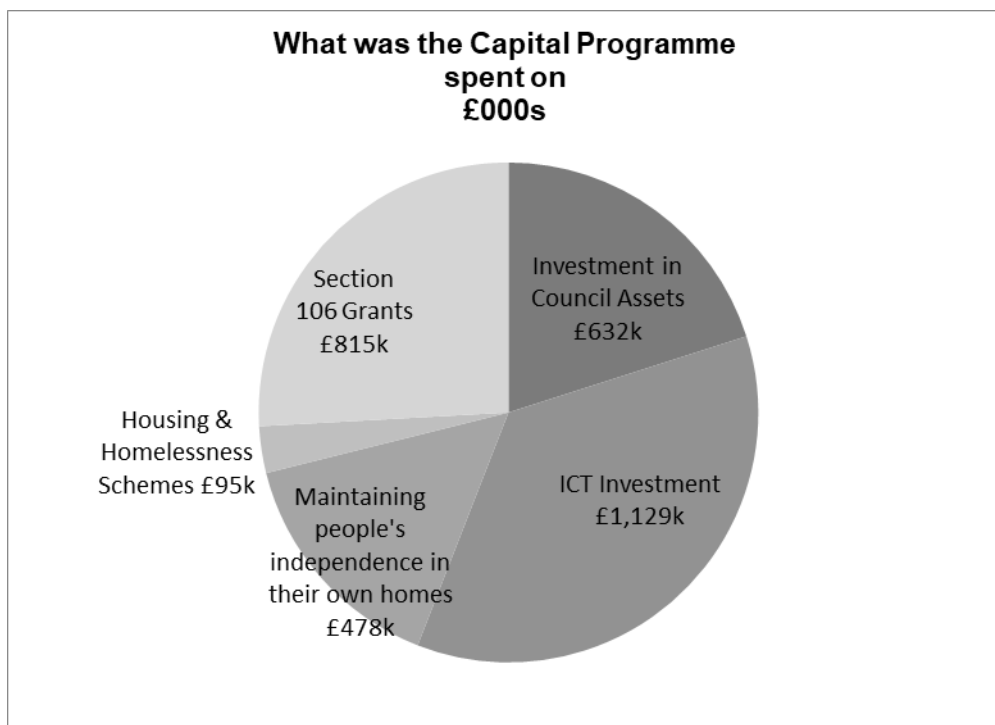 What was the Capital Programme
spent on
£000s
Section
106 Grants
£815k
Investment in
Council Assets
£632k
Housing &
Homelessness
Schemes £95k
Maintaining
people's
independence in
their own homes
£478k
ICT Investment
£1,129k